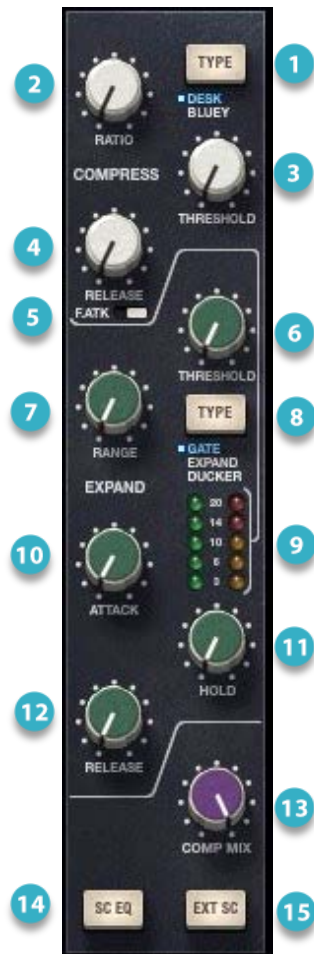 1
TYPE
2
DESK
BLUEY
RATIO
COMPRESS
3
THRESHOLD
4
RELEASE
5
F.ATK
6
THRESHOLD
7
TYPE
8
RANGE
GATE
EXPAND
DUCKER
EXPAND
20
14
10
6
3
9
10
ATTACK
11
HOLD
12
RELEASE
13
COMP MIX
14
SC EQ
EXT SC
15